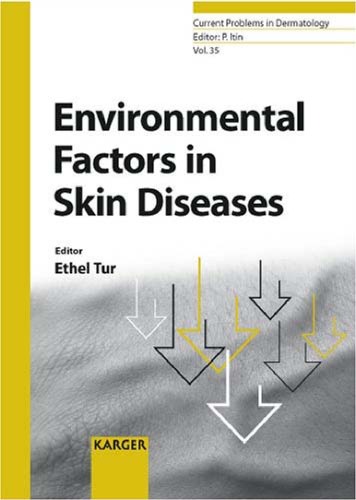 Current Problems in Dermatology
Editor: P. Itin
Vol. 35
Environmental
Factors in
Skin Diseases
Editor
Ethel Tur
KARGER